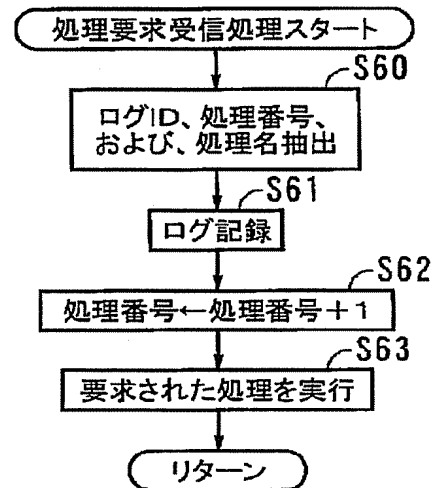 処理要求受信処理スタート
S60
ログID、処理番号、
および、処理名抽出
S61
ログ記録
S62
処理番号←処理番号+1
S63
要求された処理を実行
リターン